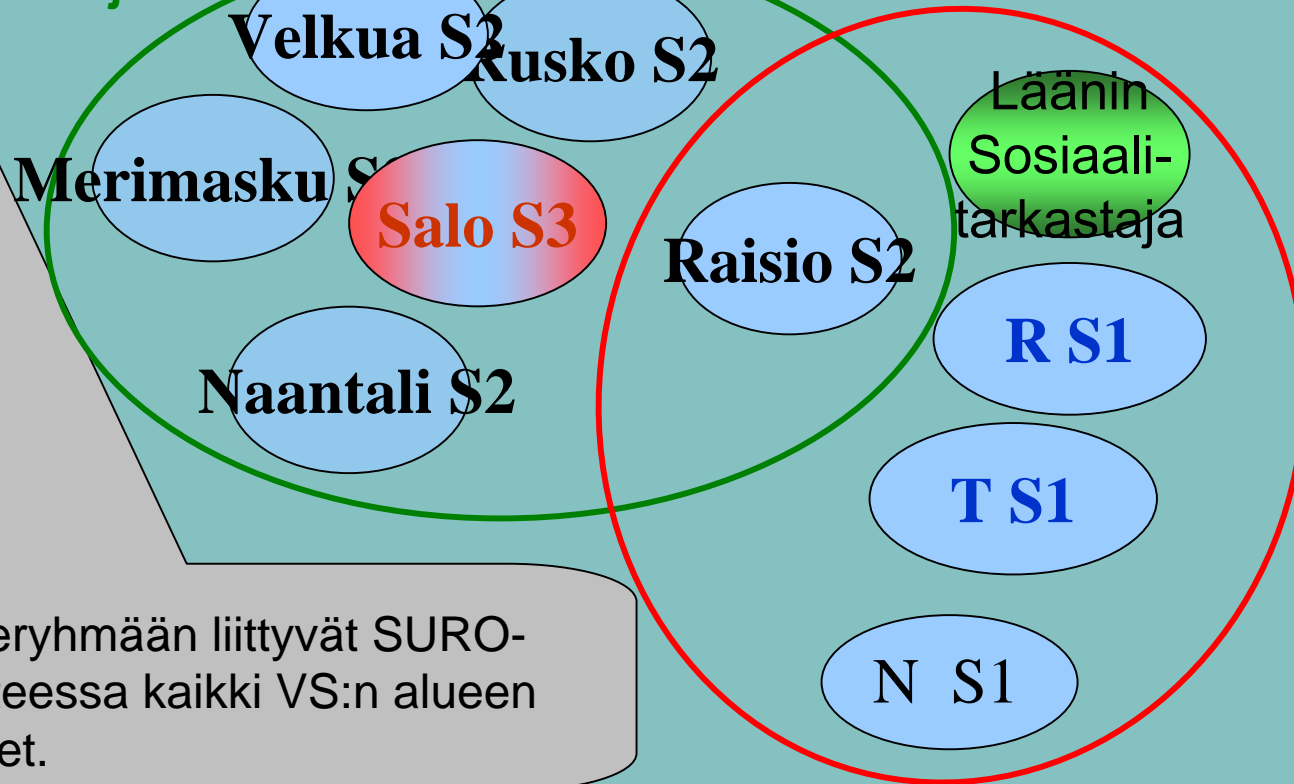 Velkua S2
Rusko S2
Läänin
Sosiaali-
tarkastaja
Merimasku
Salo S3
Raisio S2
R S1
Naantali S2
T S1
eryhmään liittyvät SURO-
eessa kaikki VS:n alueen
et.
N S1